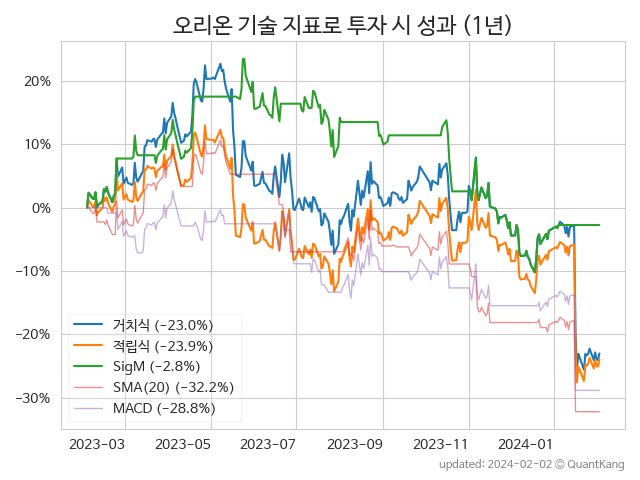 오리온 기술 지표로 투자 시 성과 (1년)
20%
10%
0%
−10%
−20%
−30%
거치식 (−23.0%)
적립식 (−23.9%)
SigM (−2.8%)
SMA(20) (−32.2%)
MACD (−28.8%)
2023−03 2023−05 2023−07 2023−09 2023−11 2024−01
updated: 2024−02−02 © QuantKang